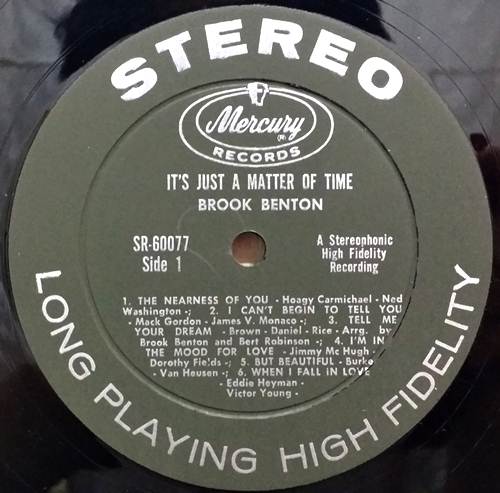 STEREO
Mercury
(R)
RECORDS
IT'S JUST A MATTER OF TIME
BROOK BENTON
SR-60077
Side 1
A Stereophonic
High Fidelity
Recording
1. THE NEARNESS OF YOU - Hoagy Carmichael - Ned
Washington -; 2. I CAN'T BEGIN TO TELL YOU
- Mack Gordon - James V. Monaco -; 3. TELL ME
YOUR DREAM - Brown - Daniel - Rice - Arrg. by
Brook Benton and Bert Robinson -; 4. I'M IN
THE MOOD FOR LOVE - Jimmy Mc Hugh -
Dorothy Fields -; 5. BUT BEAUTIFUL - Burke
- Van Heusen -; 6. WHEN I FALL IN LOVE
- Eddie Heyman -
Victor Young -
LONG PLAYING HIGH FIDELITY